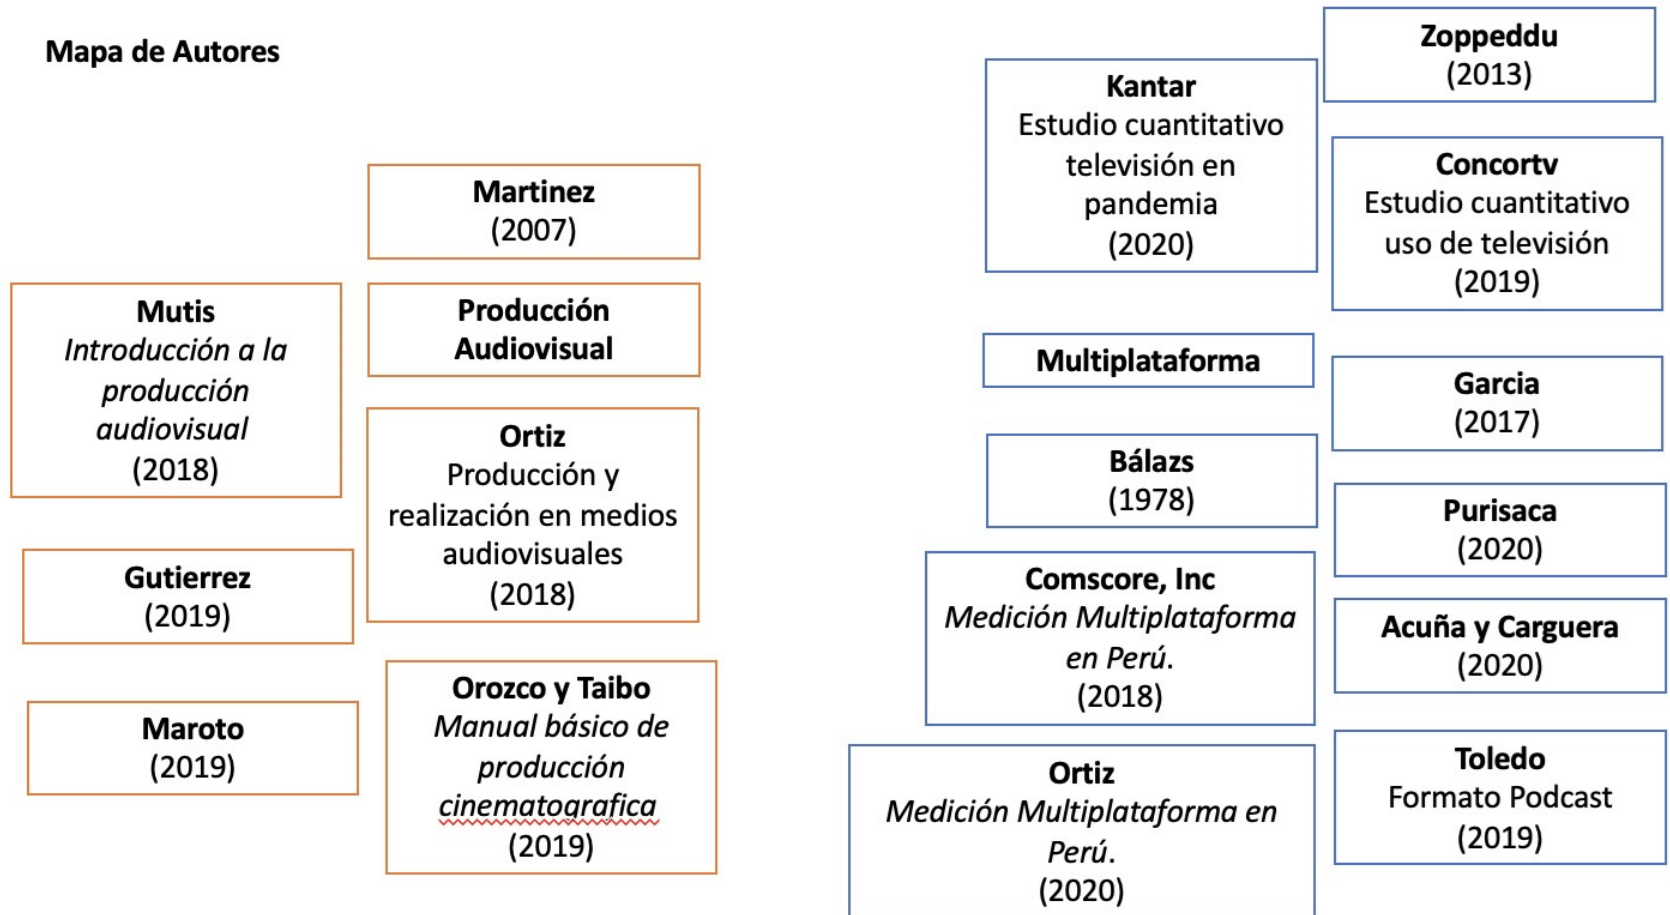 Mapa de Autores
Martinez
(2007)
Mutis
Introducción a la
producción
audiovisual
(2018)
Producción
Audiovisual
Ortiz
Producción y
realización en medios
audiovisuales
(2018)
Gutierrez
(2019)
Maroto
(2019)
Orozco y Taibo
Manual básico de
producción
cinematografica
(2019)
Zoppeddu
(2013)
Kantar
Estudio cuantitativo
televisión en
pandemia
(2020)
Concortv
Estudio cuantitativo
uso de televisión
(2019)
Multiplataforma
Garcia
(2017)
Bálazs
(1978)
Purisaca
(2020)
Comscore, Inc
Medición Multiplataforma
en Perú.
(2018)
Acuña y Carguera
(2020)
Ortiz
Medición Multiplataforma en
Perú.
(2020)
Toledo
Formato Podcast
(2019)